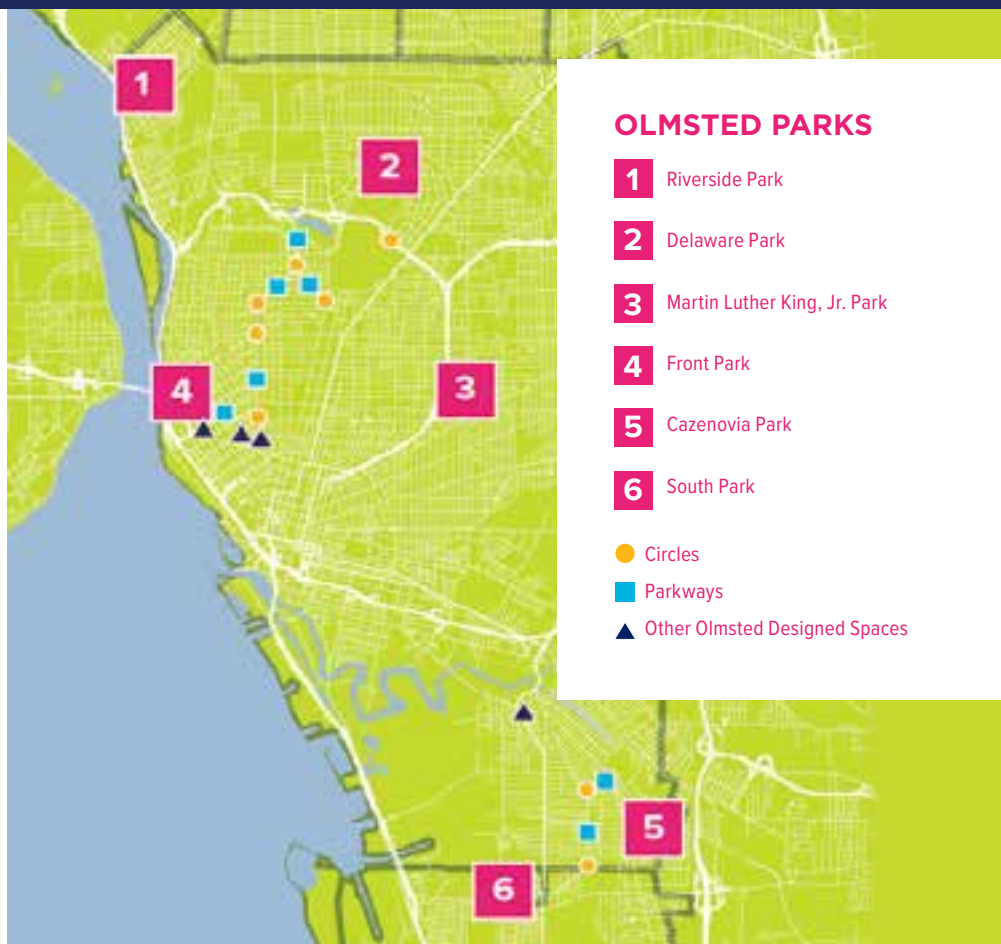 1
2
3
4
5
6
OLMSTED PARKS
1 Riverside Park
2 Delaware Park
3 Martin Luther King, Jr. Park
4 Front Park
5 Cazenovia Park
6 South Park
Circles
Parkways
Other Olmsted Designed Spaces